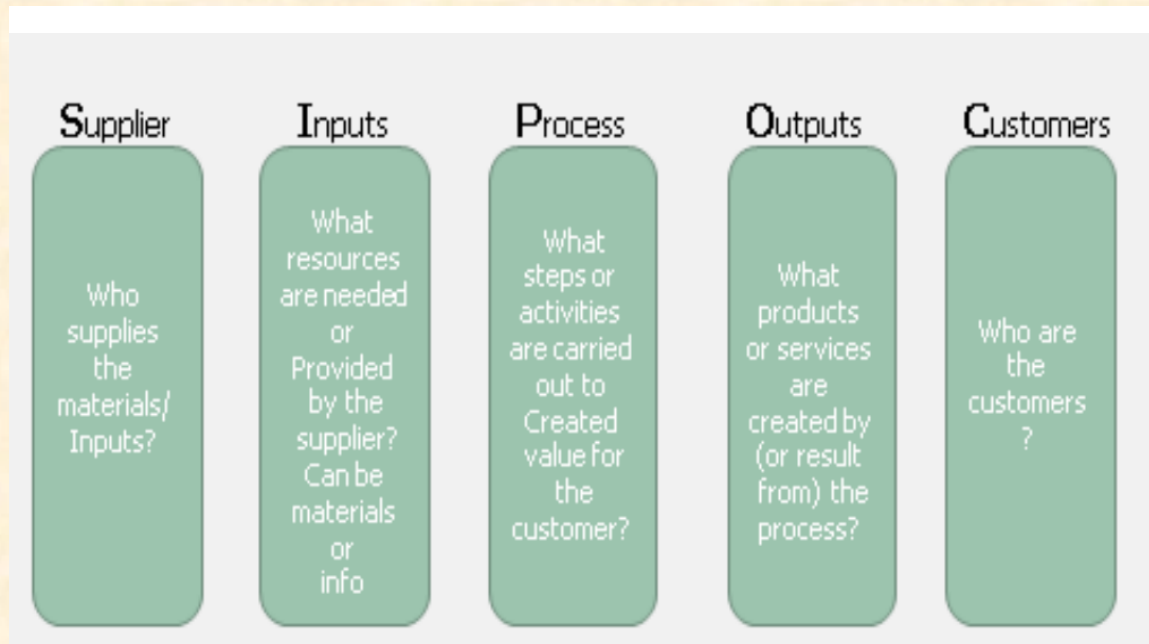 Supplier
Who
supplies
the
materials/
Inputs?
Inputs
What
resources
are needed
or
Provided
by the
supplier?
Can be
materials
or
info
Process
What
steps or
activities
are carried
out to
Created
value for
the
customer?
Outputs
What
products
or services
are
created by
(or result
from) the
process?
Customers
Who are
the
customers
?